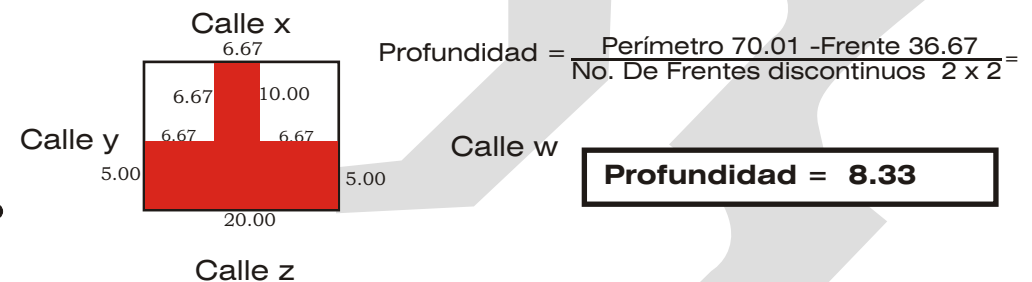 Calle x
6.67
Profundidad = Perímetro 70.01 -Frente 36.67
No. De Frentes discontinuos 2 x 2 =
6.67 10.00
6.67 6.67
Calle y
Calle w
5.00 5.00
Profundidad = 8.33
20.00
Calle z